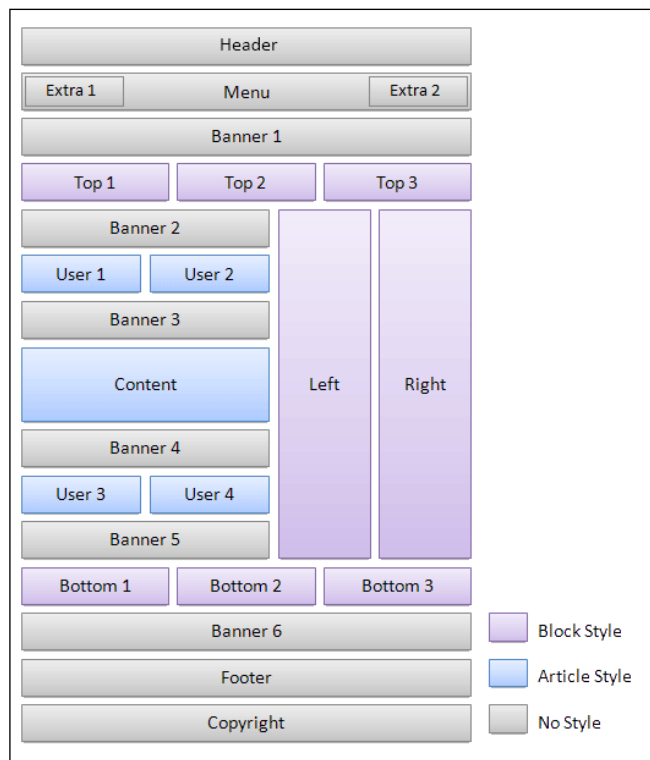 Header
Extra 1 Menu Extra 2
Banner 1
Top 1 Top 2 Top 3
Banner 2
User 1 User 2
Banner 3
Content
Left
Right
Banner 4
User 3 User 4
Banner 5
Bottom 1 Bottom 2 Bottom 3
Banner 6
Footer
Copyright
Block Style
Article Style
No Style